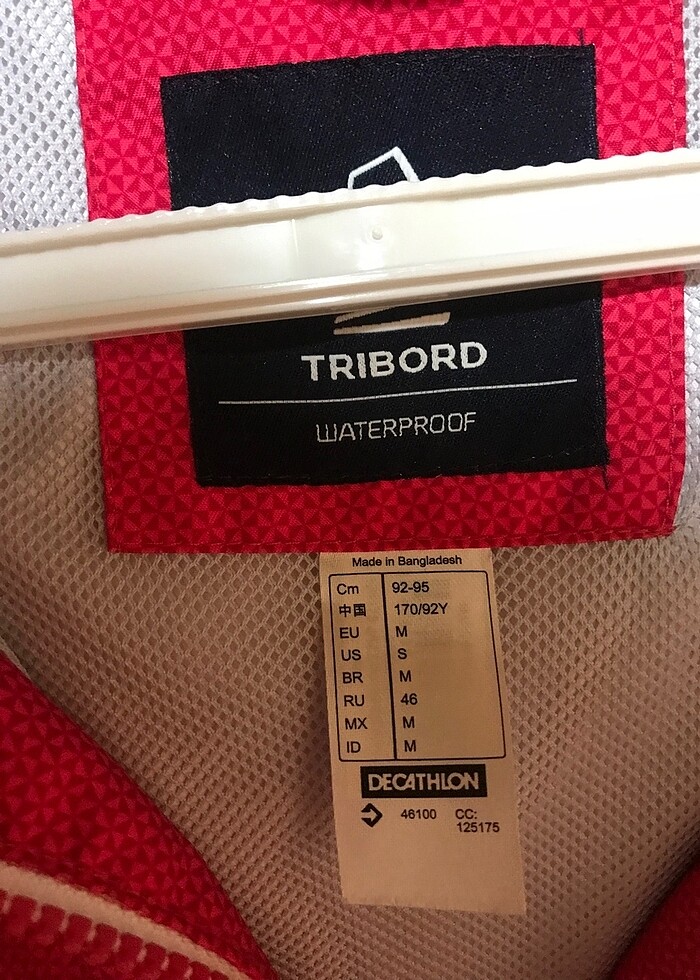 TRIBORD
WATERPROOF
Made in Bangladesh
Cm 92-95
中国 170/92Y
EU M
US S
BR M
RU 46
MX M
ID M
DECATHLON
46100 CC:
125175